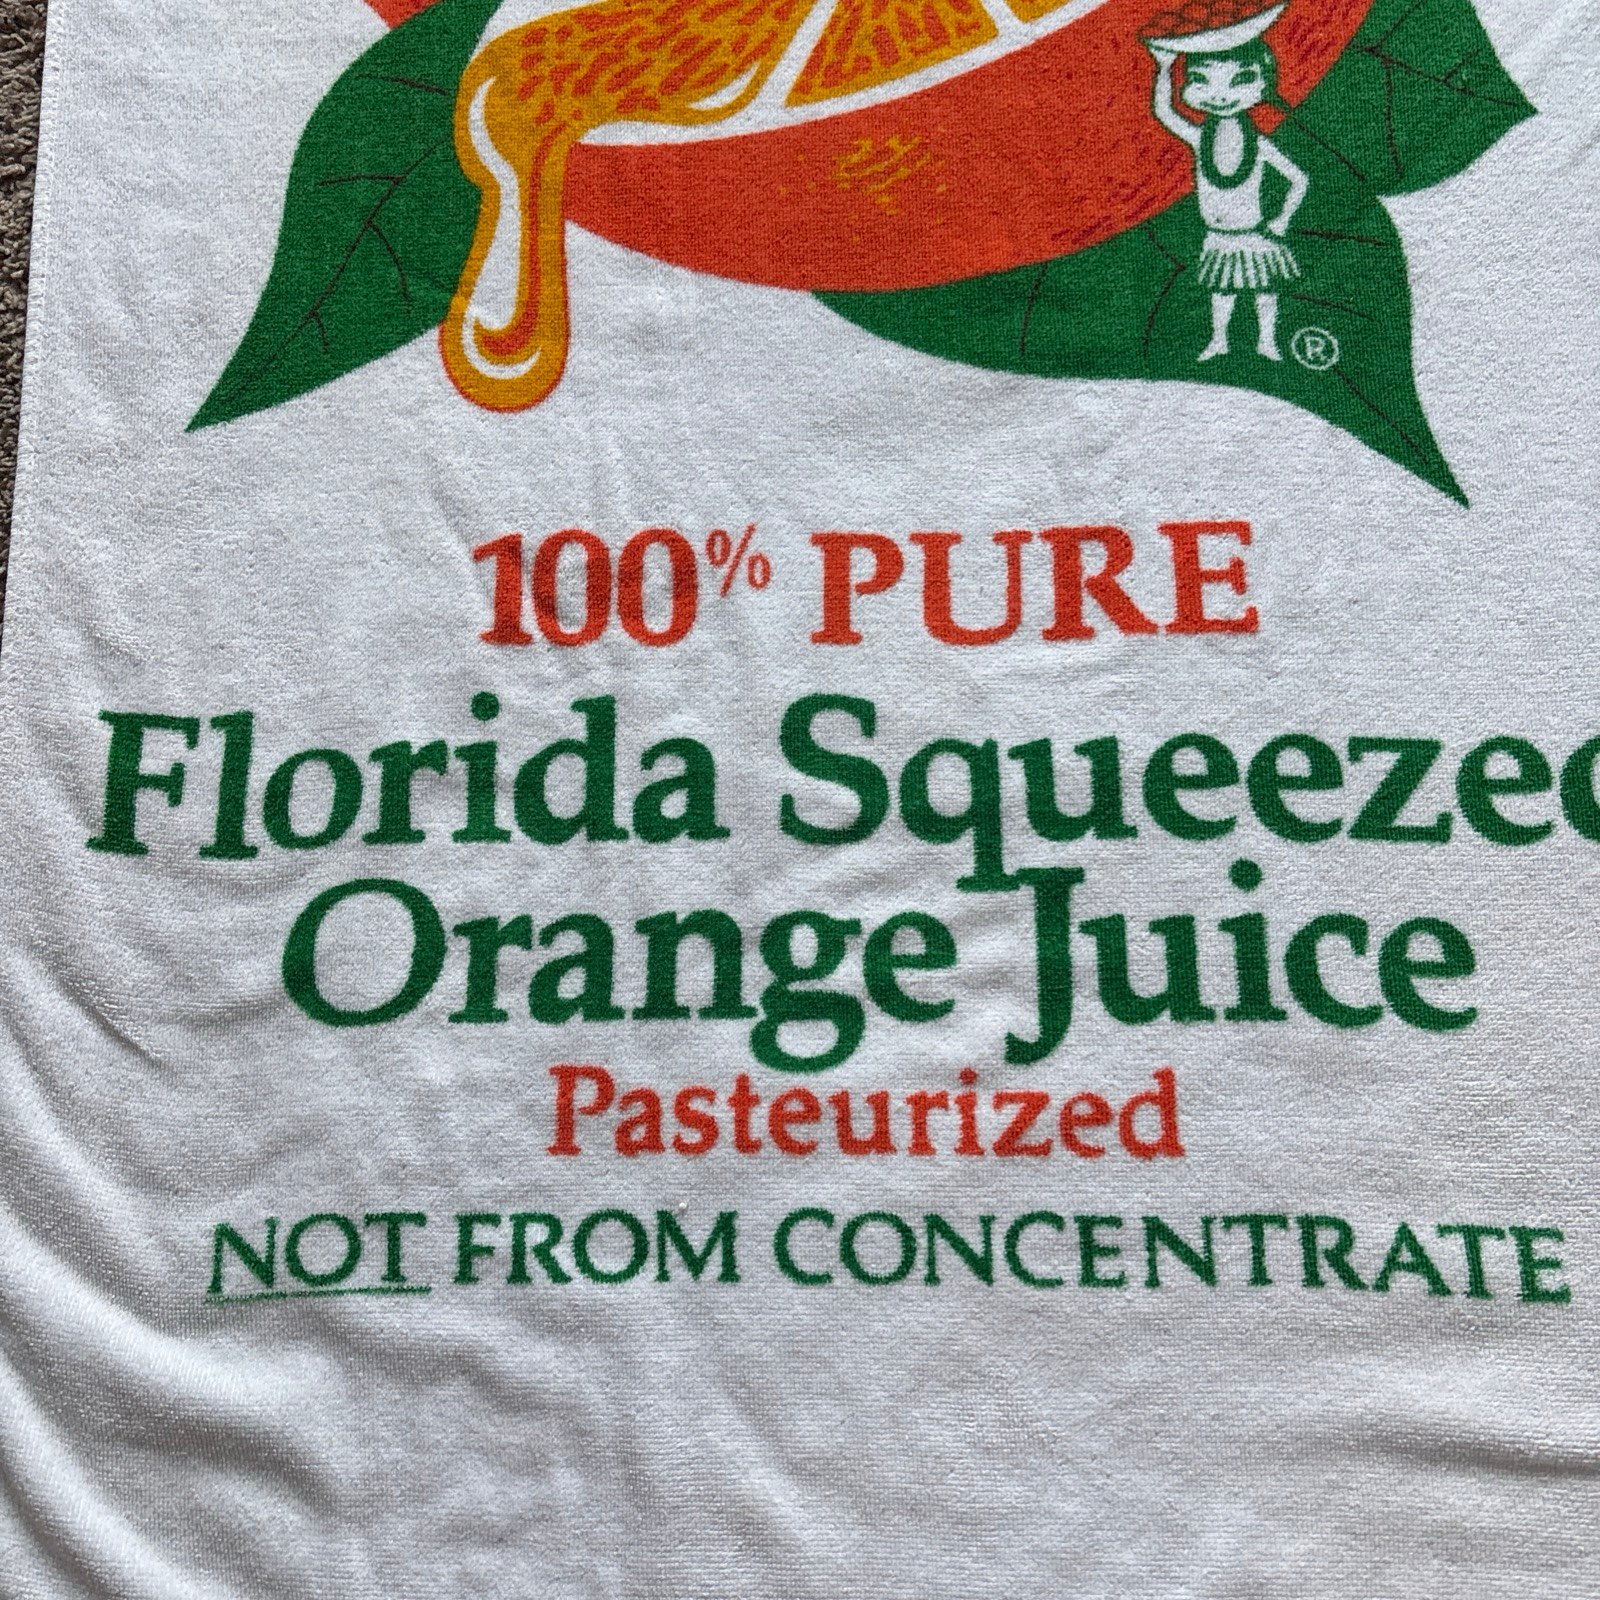 ®
100% PURE
Florida Squeezed
Orange Juice
Pasteurized
NOT FROM CONCENTRATE